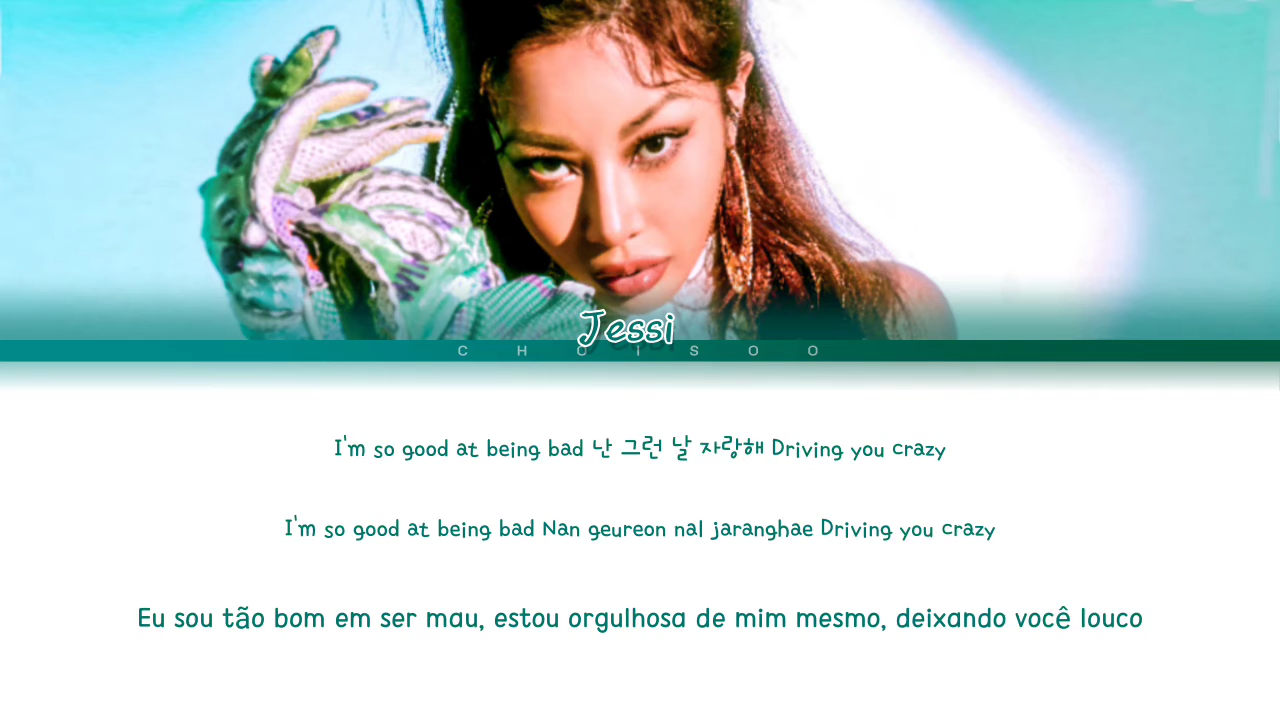 Jessi
CHOISOO
I'm so good at being bad 난 그런 날 자랑해 Driving you crazy
I'm so good at being bad Nan geureon nal jaranghae Driving you crazy
Eu sou tão bom em ser mau, estou orgulhosa de mim mesmo, deixando você louco